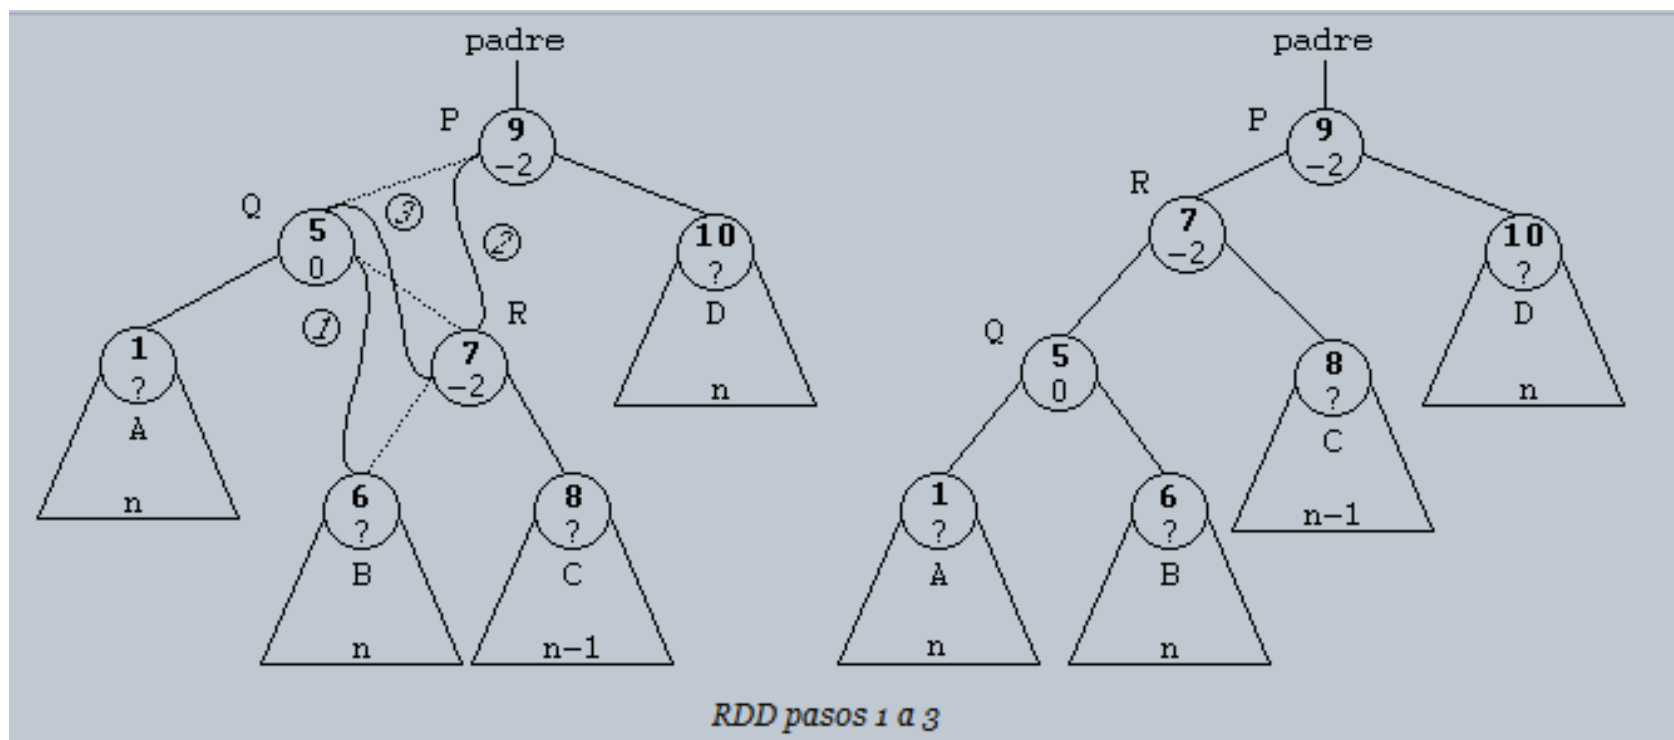 padre padre
P 9 -2 P 9 -2
Q 5 0 3 2 10 ? D n R 7 -2 10 ? D n
1 R 7 -2 Q 5 0 8 ? C n-1
1 ? A n
6 ? B n 8 ? C n-1 1 ? A n 6 ? B n
RDD pasos 1 a 3